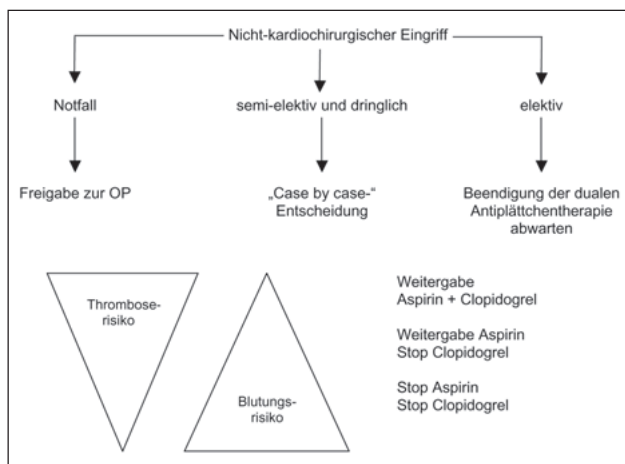 Nicht-kardiochirurgischer Eingriff
Notfall
semi-elektiv und dringlich
elektiv
Freigabe zur OP
„Case by case-“
Entscheidung
Beendigung der dualen
Antiplättchentherapie
abwarten
Thrombose-
risiko
Blutungs-
risiko
Weitergabe
Aspirin + Clopidogrel
Weitergabe Aspirin
Stop Clopidogrel
Stop Aspirin
Stop Clopidogrel